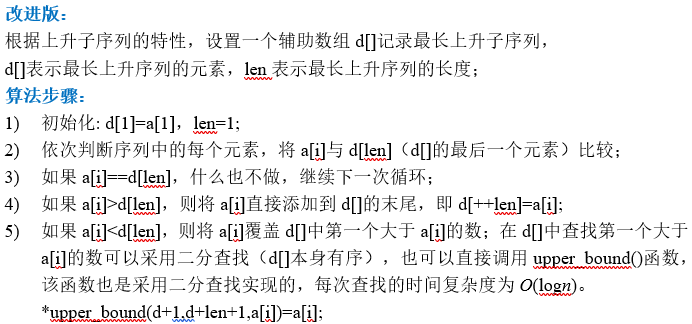 改进版：
根据上升子序列的特性，设置一个辅助数组 d[]记录最长上升子序列，
d[]表示最长上升序列的元素，len 表示最长上升序列的长度；
算法步骤：
1) 初始化: d[1]=a[1]，len=1;
2) 依次判断序列中的每个元素，将 a[i]与 d[len]（d[]的最后一个元素）比较；
3) 如果 a[i]==d[len]，什么也不做，继续下一次循环；
4) 如果 a[i]>d[len]，则将 a[i]直接添加到 d[]的末尾，即 d[++len]=a[i];
5) 如果 a[i]<d[len]，则将 a[i]覆盖 d[]中第一个大于 a[i]的数；在 d[]中查找第一个大于
a[i]的数可以采用二分查找（d[]本身有序），也可以直接调用 upper_bound()函数，
该函数也是采用二分查找实现的，每次查找的时间复杂度为 O(logn)。
*upper_bound(d+1,d+len+1,a[i])=a[i];